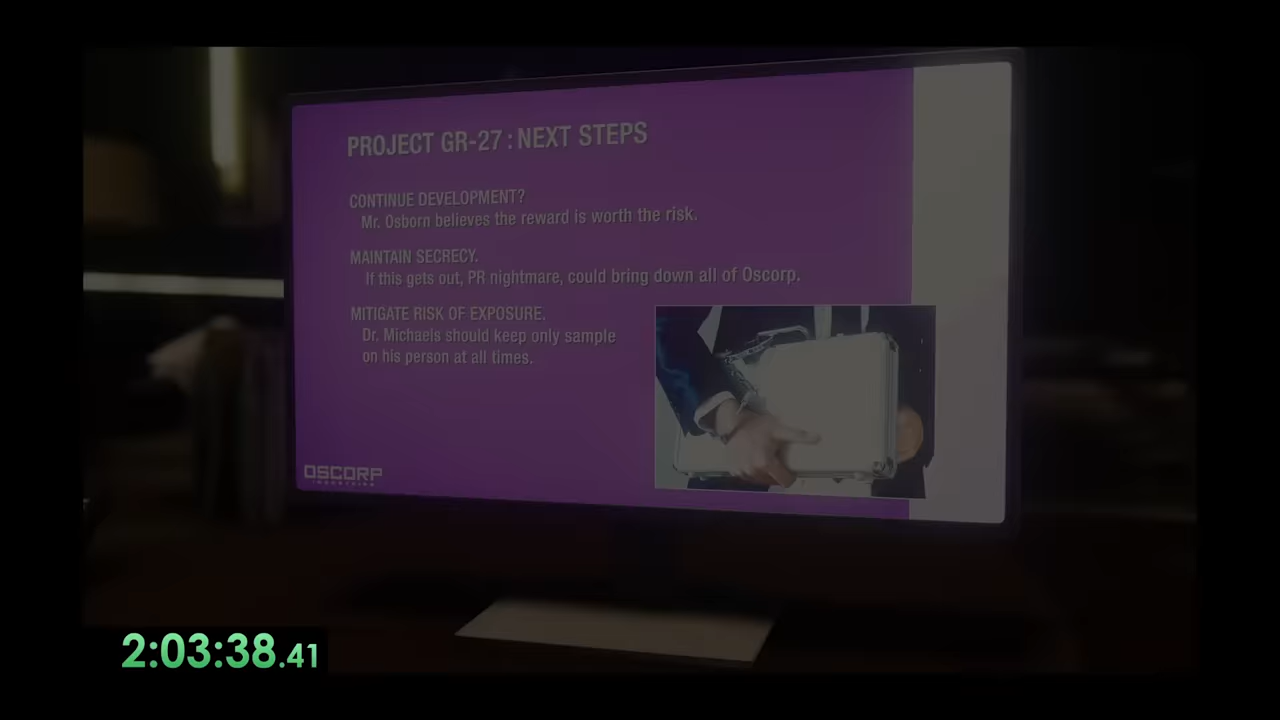 PROJECT GR-27 : NEXT STEPS
CONTINUE DEVELOPMENT?
Mr. Osborn believes the reward is worth the risk.
MAINTAIN SECRECY.
If this gets out, PR nightmare, could bring down all of Oscorp.
MITIGATE RISK OF EXPOSURE.
Dr. Michaels should keep only sample
on his person at all times.
OSCORP
INDUSTRIES
2:03:38.41